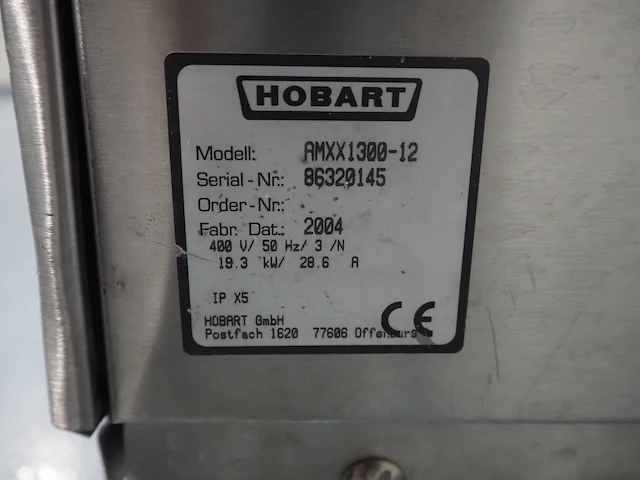 HOBART
Modell: AMXX1300-12
Serial-Nr: 86320145
Order-Nr:
Fabr. Dat.: 2004
400 V/ 50 Hz/ 3 /N
19.3 kW/ 28.6 A
IP X5
HOBART GmbH
Postfach 1620 77606 Offenburg
CE